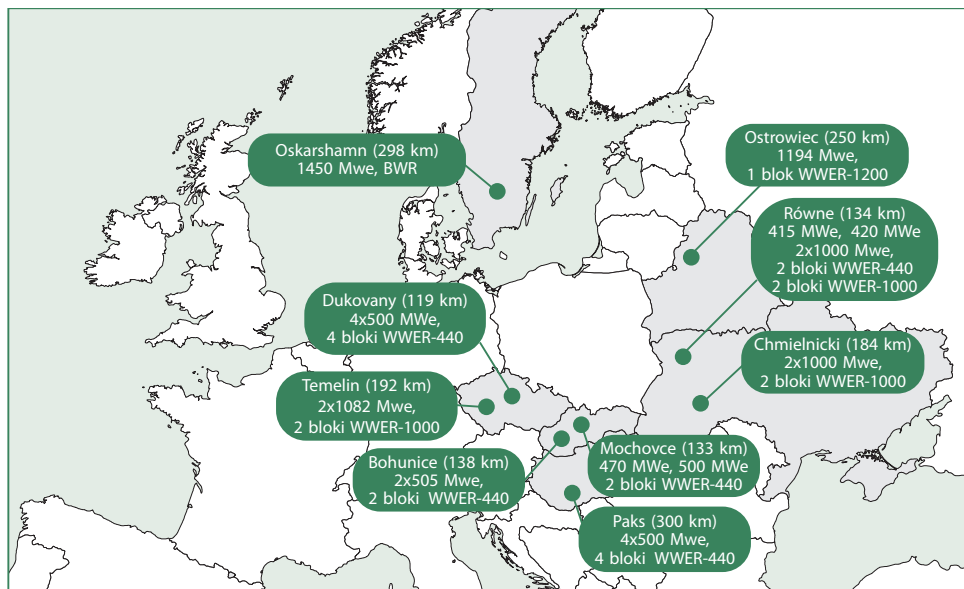 Oskarshamn (298 km)
1450 Mwe, BWR
Ostrowiec (250 km)
1194 Mwe,
1 blok WWER-1200
Równe (134 km)
415 MWe, 420 MWe
2x1000 Mwe,
2 bloki WWER-440
2 bloki WWER-1000
Dukovany (119 km)
4x500 MWe,
4 bloki WWER-440
Chmielnicki (184 km)
2x1000 Mwe,
2 bloki WWER-1000
Temelin (192 km)
2x1082 Mwe,
2 bloki WWER-1000
Mochovce (133 km)
470 MWe, 500 MWe
2 bloki WWER-440
Bohunice (138 km)
2x505 Mwe,
2 bloki WWER-440
Paks (300 km)
4x500 Mwe,
4 bloki WWER-440